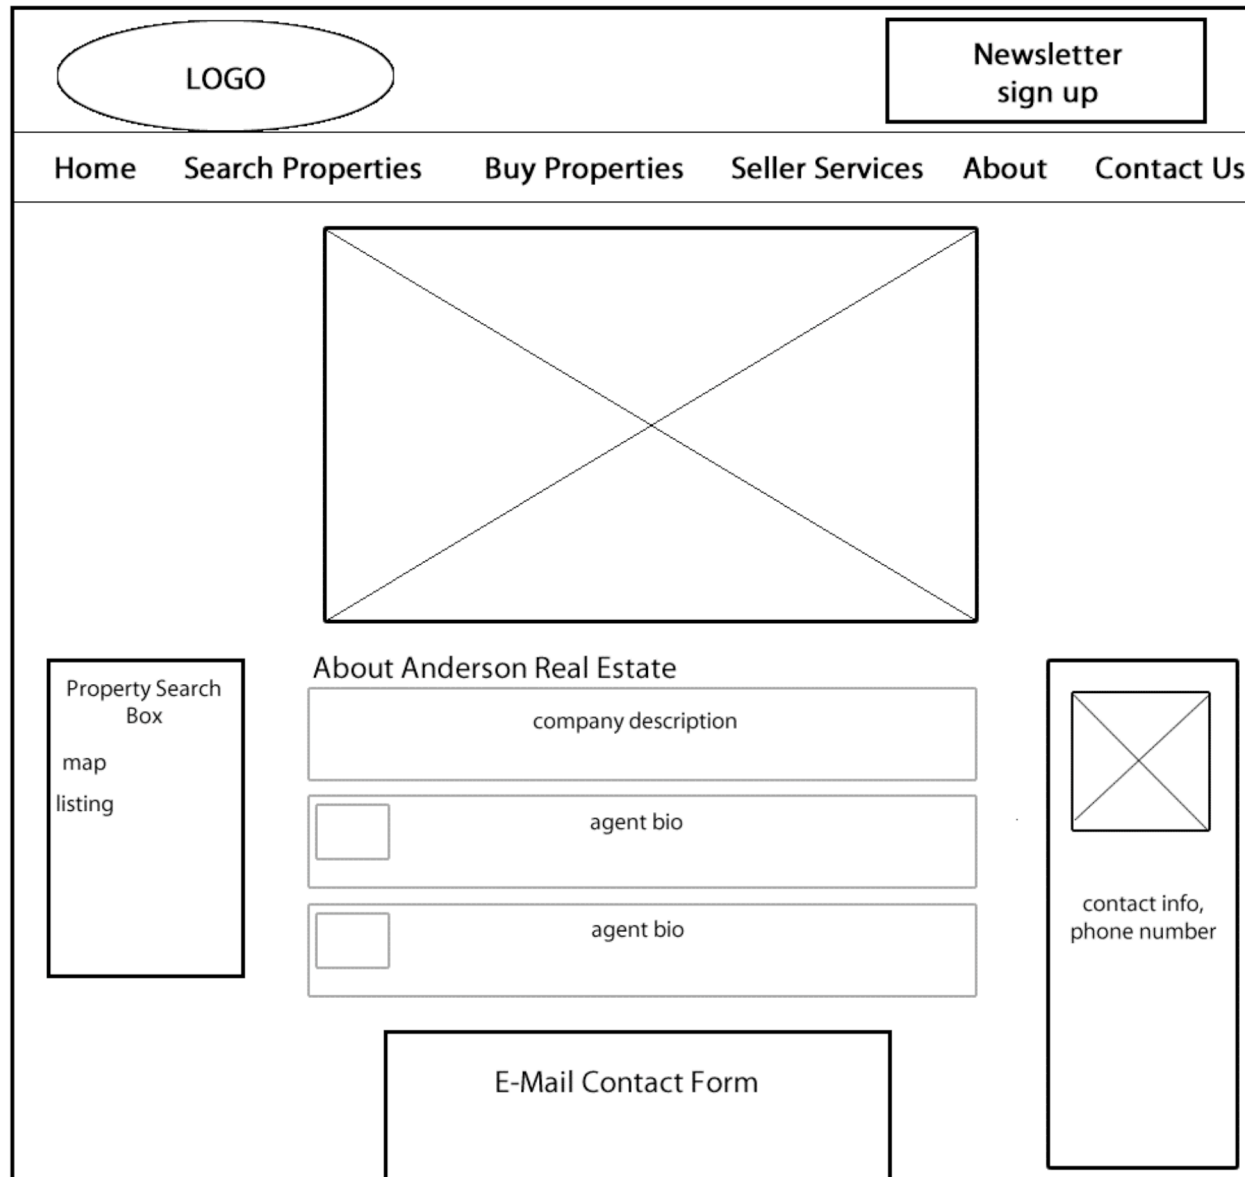 LOGO
Newsletter
sign up
Home Search Properties Buy Properties Seller Services About Contact Us
Property Search
Box
map
listing
About Anderson Real Estate
company description
agent bio
agent bio
E-Mail Contact Form
contact info,
phone number